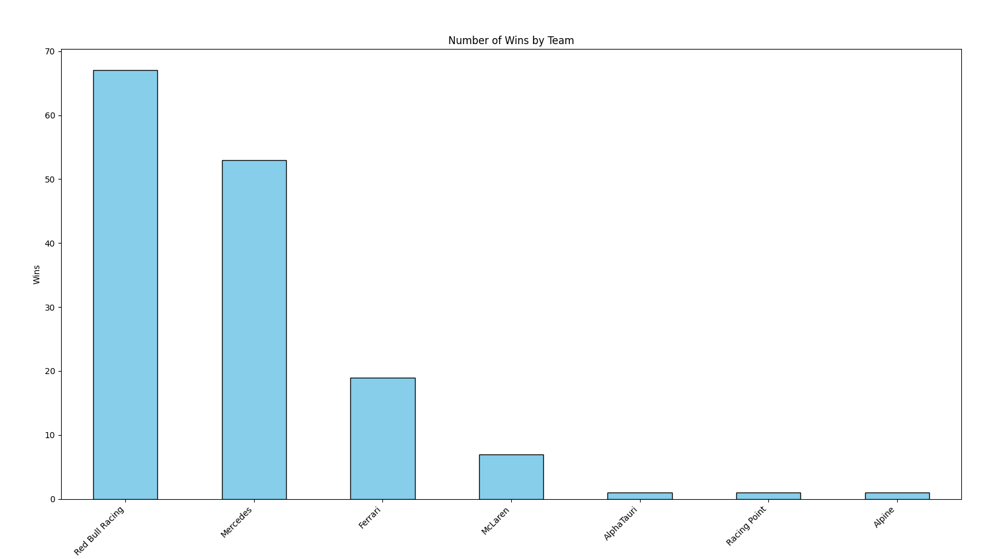 Number of Wins by Team
70
60
50
40
30
20
10
0
Wins
Red Bull Racing
Mercedes
Ferrari
McLaren
AlphaTauri
Racing Point
Alpine